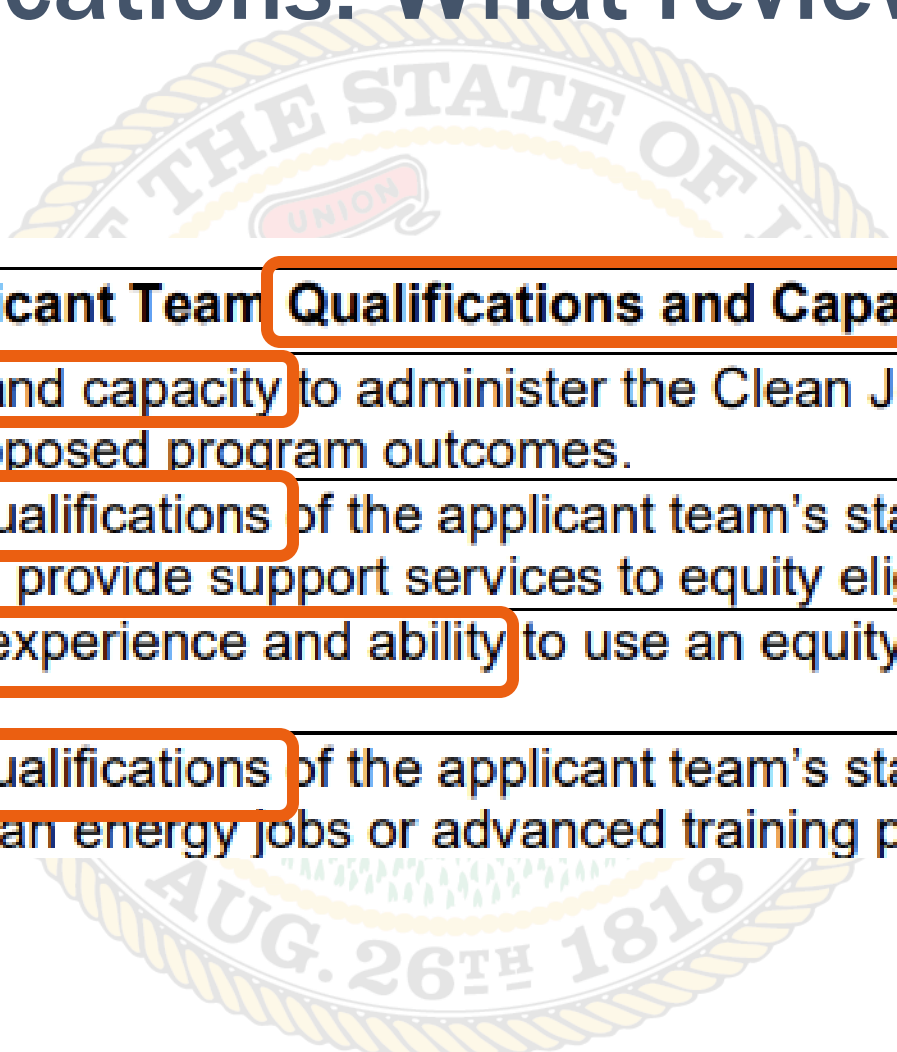 cations. What review
F THE STATE OF I
UNION
icant Team Qualifications and Capa
and capacity to administer the Clean J
oposed program outcomes.
ualifications of the applicant team's sta
provide support services to equity elig
experience and ability to use an equity
ualifications of the applicant team's sta
an energy jobs or advanced training p
AUG. 26TH 1818